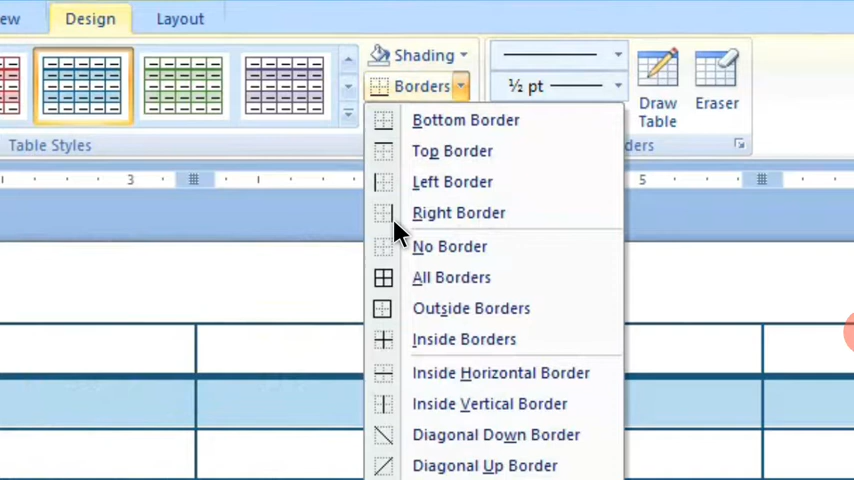 ew Design Layout
Shading
Borders
½ pt
Draw Table
Eraser
Table Styles
ders
3 5
Bottom Border
Top Border
Left Border
Right Border
No Border
All Borders
Outside Borders
Inside Borders
Inside Horizontal Border
Inside Vertical Border
Diagonal Down Border
Diagonal Up Border